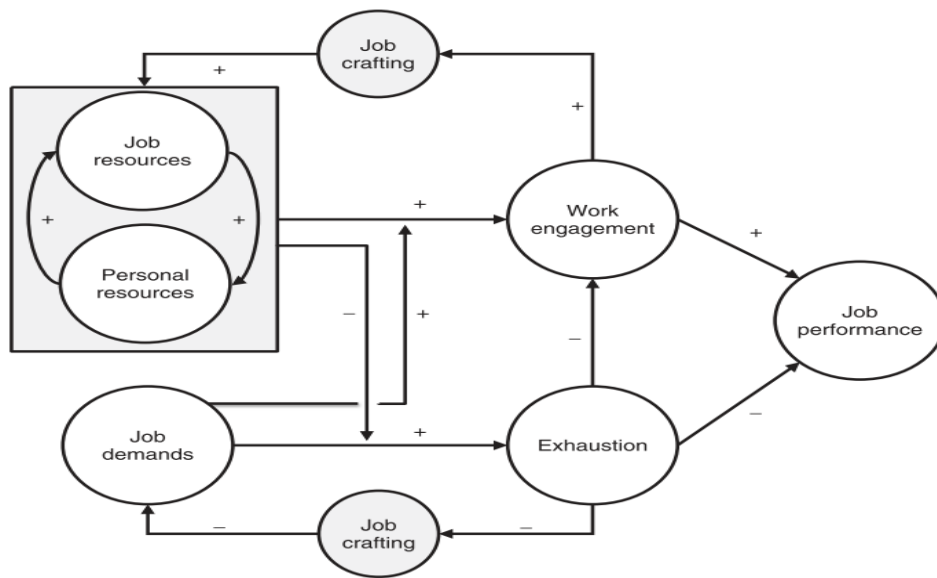 Job
crafting
+
+
Job
resources
+
+
+
Work
engagement
+
Personal
resources
–
+
–
Job
performance
Job
demands
+
Exhaustion
–
–
Job
crafting
–